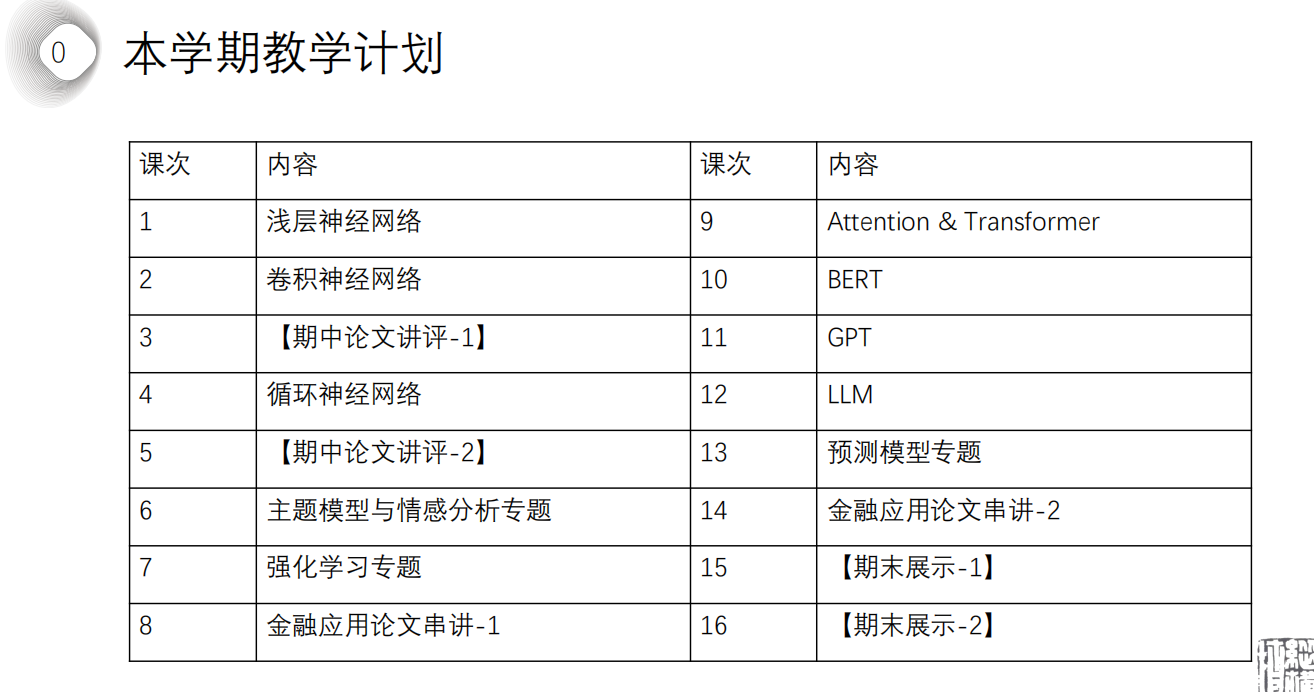 0
本学期教学计划
课次 内容 课次 内容
1 浅层神经网络 9 Attention & Transformer
2 卷积神经网络 10 BERT
3 【期中论文讲评-1】 11 GPT
4 循环神经网络 12 LLM
5 【期中论文讲评-2】 13 预测模型专题
6 主题模型与情感分析专题 14 金融应用论文串讲-2
7 强化学习专题 15 【期末展示-1】
8 金融应用论文串讲-1 16 【期末展示-2】